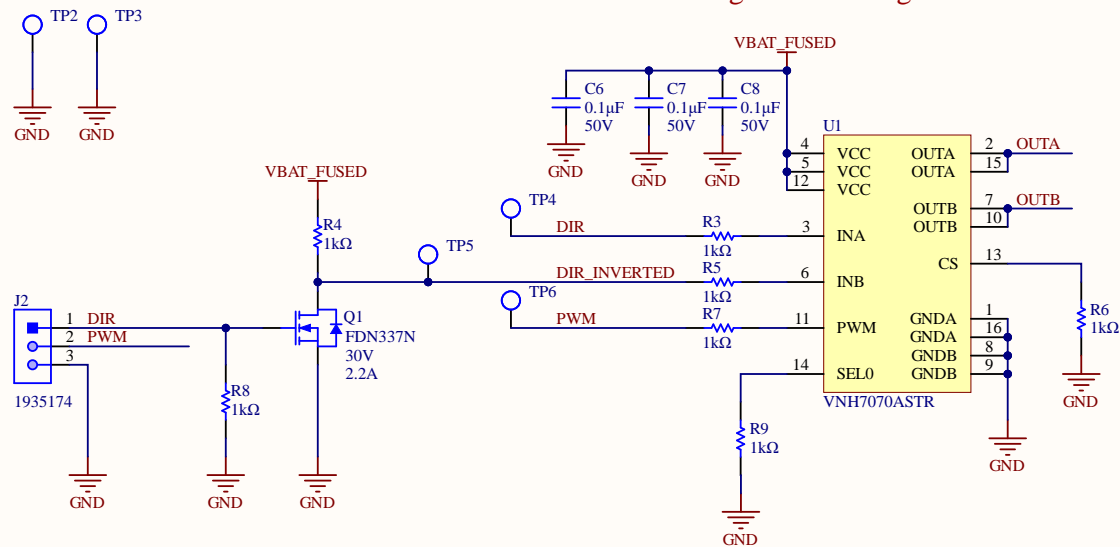 TP2
TP3
GND
GND
VBAT_FUSED
C6
0.1µF
50V
C7
0.1µF
50V
C8
0.1µF
50V
GND
GND
GND
U1
4
VCC
5
VCC
12
VCC
3
INA
6
INB
11
PWM
14
SEL0
OUTA
2
OUTA
OUTA
15
OUTB
7
OUTB
OUTB
10
CS
13
GNDA
1
GNDA
16
GNDB
8
GNDB
9
VNH7070ASTR
R6
1kΩ
GND
GND
VBAT_FUSED
R4
1kΩ
TP5
TP4
DIR
R3
1kΩ
DIR_INVERTED
R5
1kΩ
TP6
PWM
R7
1kΩ
J2
1
DIR
2
PWM
3
1935174
Q1
FDN337N
30V
2.2A
R8
1kΩ
R9
1kΩ
GND
GND
GND
GND